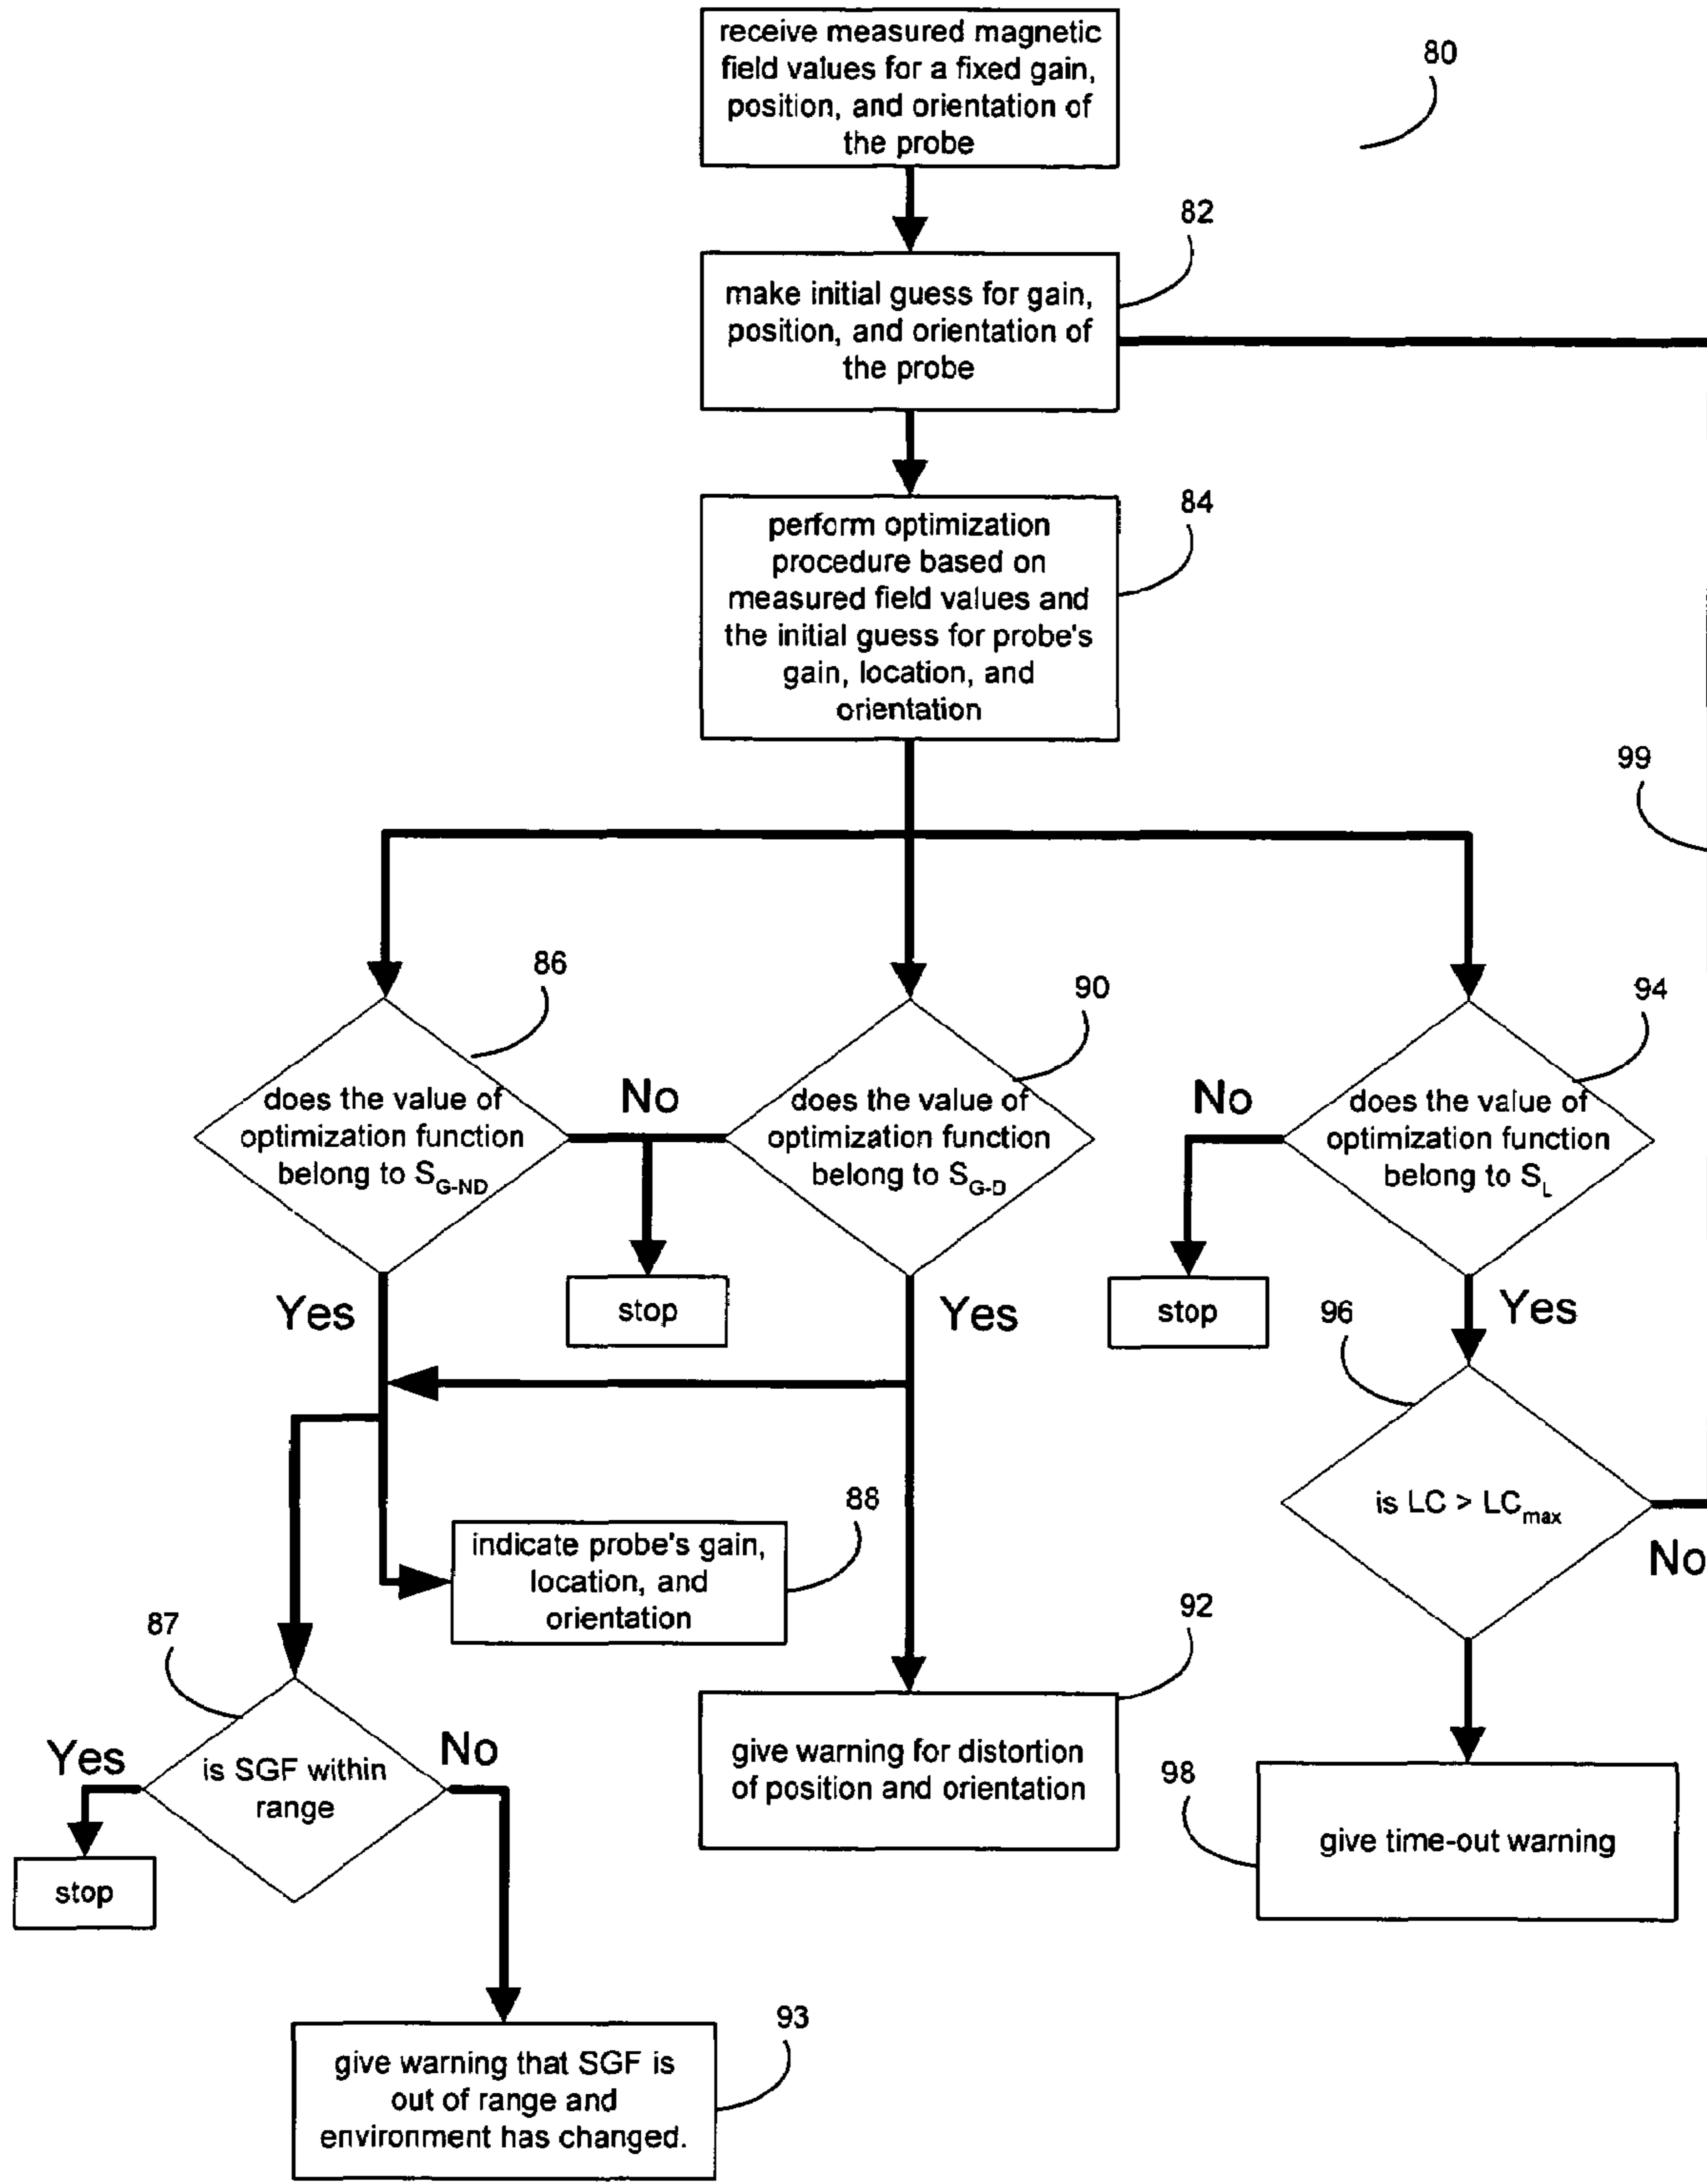 receive measured magnetic
field values for a fixed gain,
position, and orientation of
the probe
80
82
make initial guess for gain,
position, and orientation of
the probe
84
perform optimization
procedure based on
measured field values and
the initial guess for probe's
gain, location, and
orientation
99
86
90
94
does the value of
optimization function
belong to S_G-ND
No
does the value of
optimization function
belong to S_G-D
No
does the value of
optimization function
belong to S_L
Yes
stop
Yes
stop
Yes
96
is LC > LC_max
No
88
indicate probe's gain,
location, and
orientation
87
Yes
is SGF within
range
No
stop
92
give warning for distortion
of position and orientation
98
give time-out warning
93
give warning that SGF is
out of range and
environment has changed.